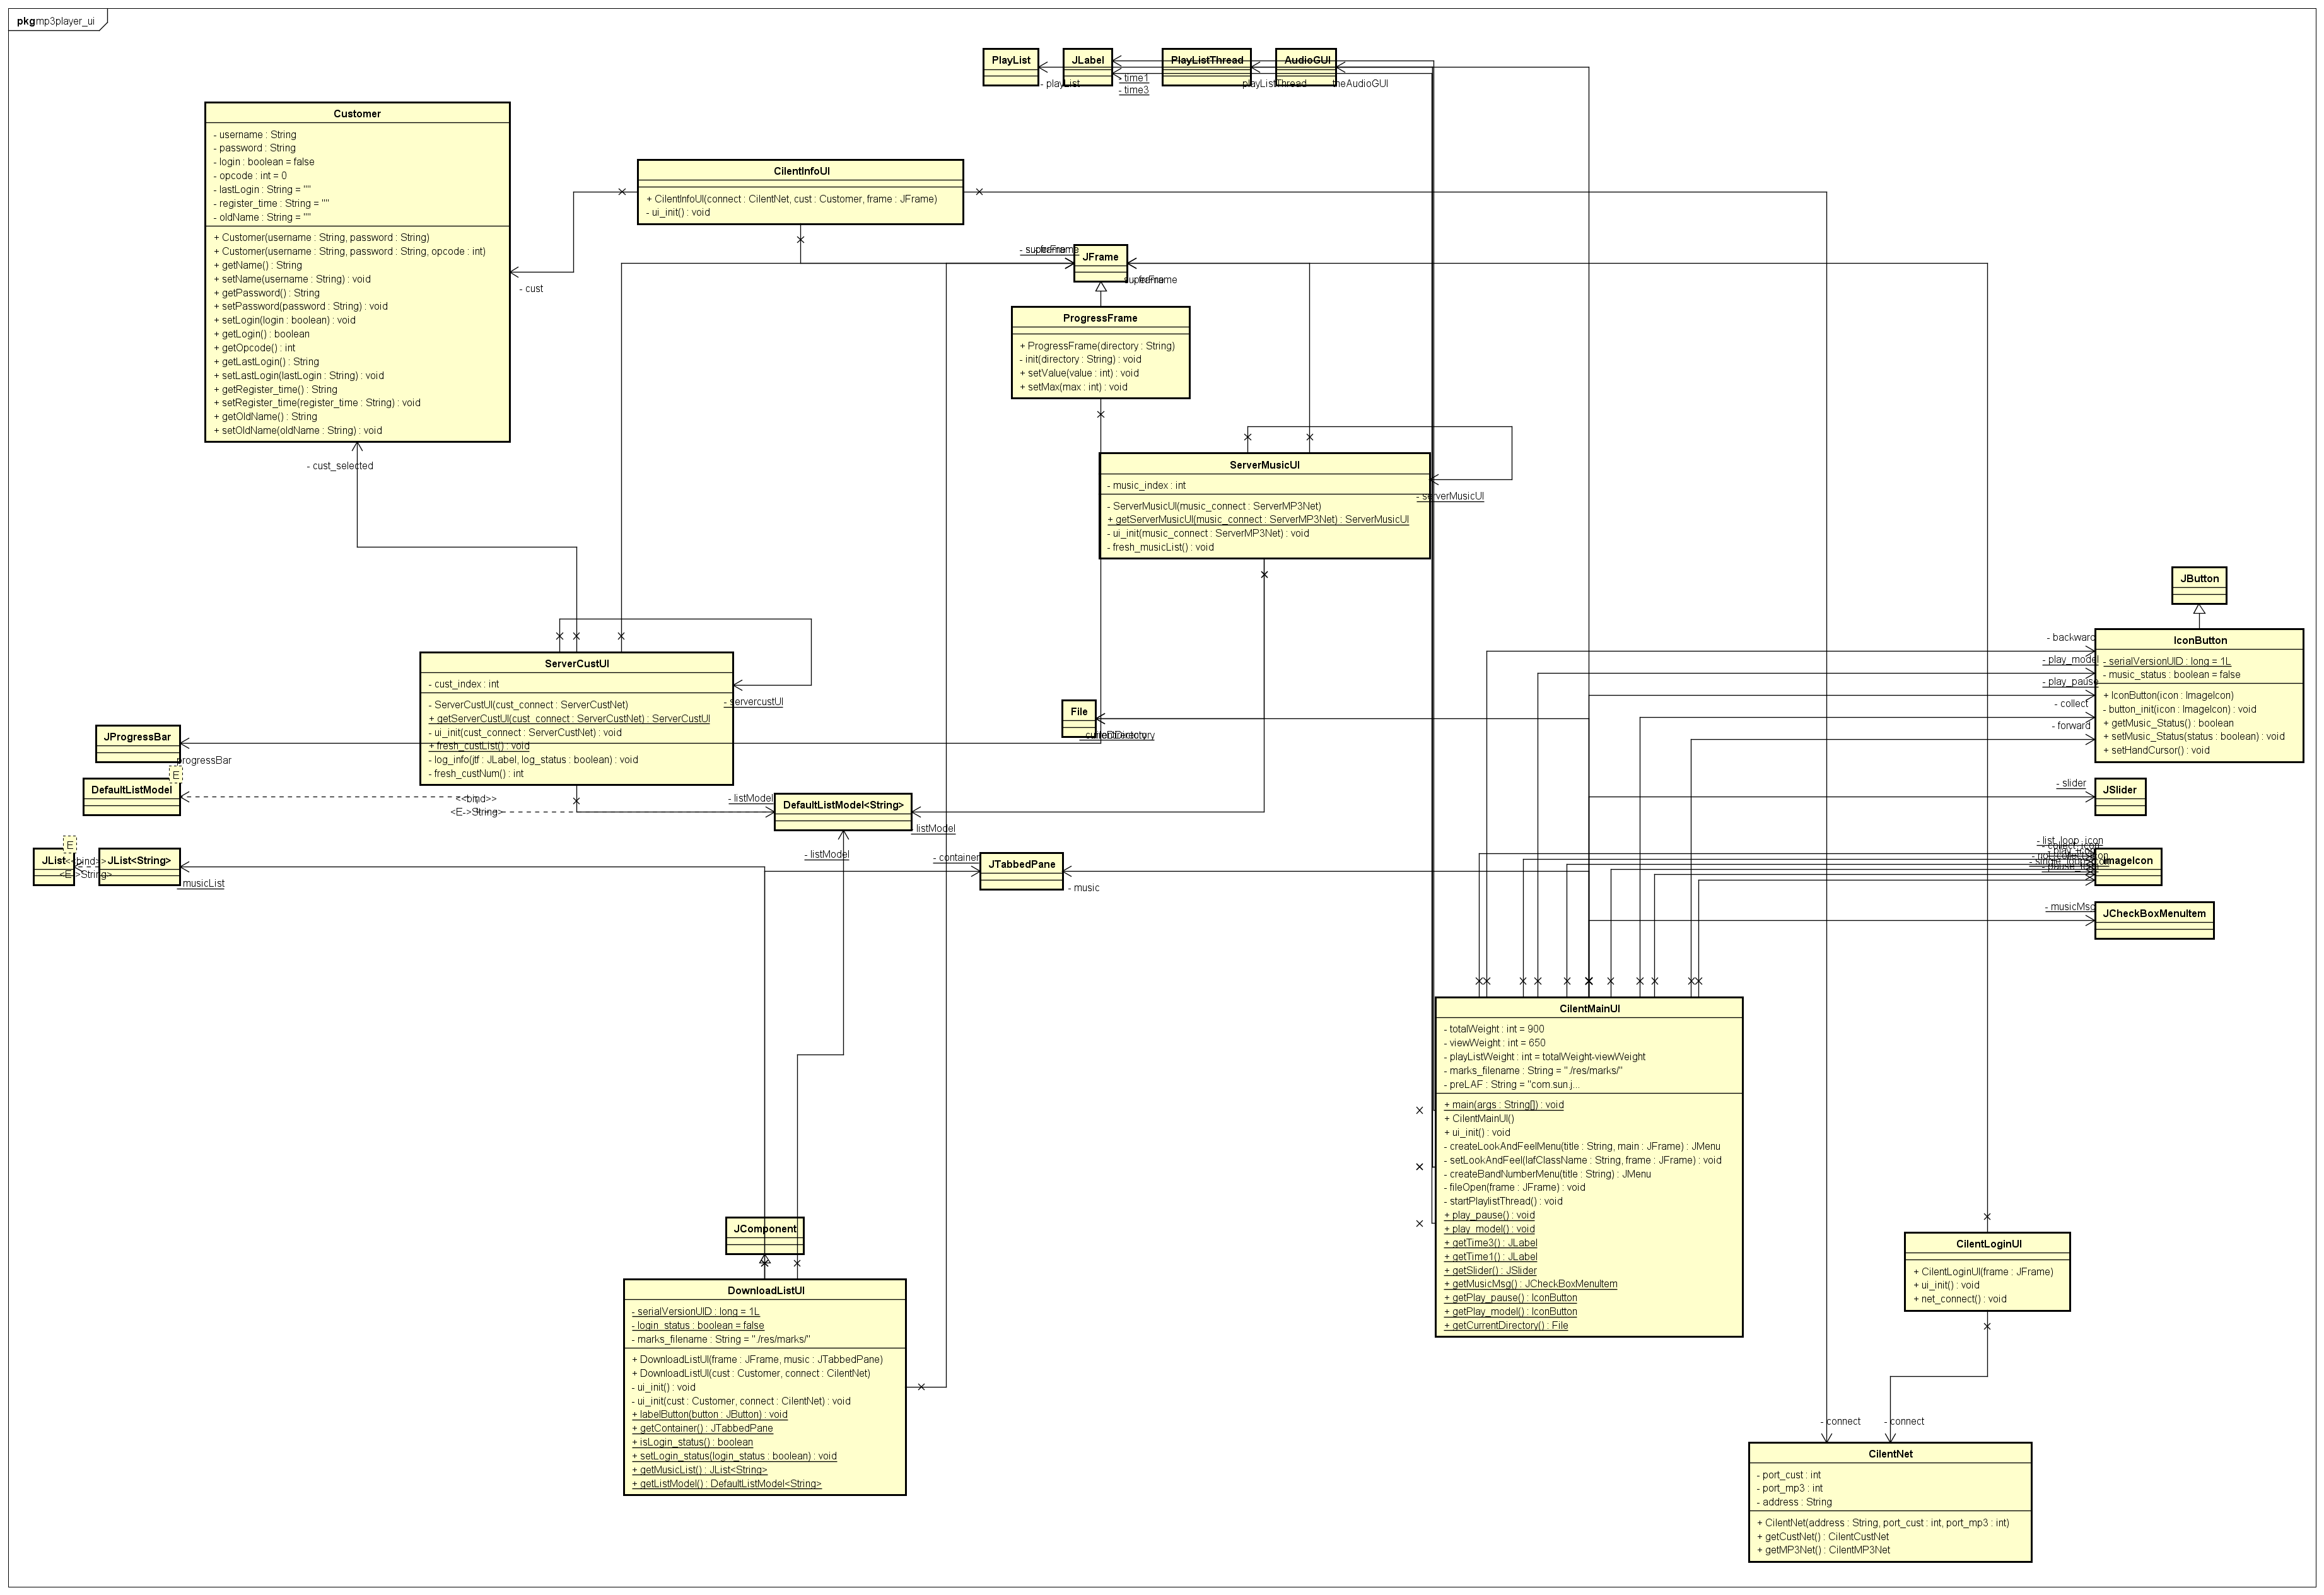 pkg mp3player_ui
PlayList
JLabel
PlayListThread
AudioGUI
- time1
- playList
- time3
playListThread
theAudioGUI
Customer
- username : String
- password : String
- login : boolean = false
- opcode : int = 0
- lastLogin : String = ""
- register_time : String = ""
- oldName : String = ""
+ Customer(username : String, password : String)
+ Customer(username : String, password : String, opcode : int)
+ getName() : String
+ setName(username : String) : void
+ getPassword() : String
+ setPassword(password : String) : void
+ setLogin(login : boolean) : void
+ getLogin() : boolean
+ getOpcode() : int
+ getLastLogin() : String
+ setLastLogin(lastLogin : String) : void
+ getRegister_time() : String
+ setRegister_time(register_time : String) : void
+ getOldName() : String
+ setOldName(oldName : String) : void
CilentInfoUI
+ CilentInfoUI(connect : CilentNet, cust : Customer, frame : JFrame)
- ui_init() : void
- cust
- superFrame
JFrame
superFrame
ProgressFrame
+ ProgressFrame(directory : String)
- init(directory : String) : void
+ setValue(value : int) : void
+ setMax(max : int) : void
- cust_selected
ServerMusicUI
- music_index : int
- ServerMusicUI(music_connect : ServerMP3Net)
+ getServerMusicUI(music_connect : ServerMP3Net) : ServerMusicUI
- ui_init(music_connect : ServerMP3Net) : void
- fresh_musicList() : void
- serverMusicUI
JButton
IconButton
- serialVersionUID : long = 1L
- music_status : boolean = false
+ IconButton(icon : ImageIcon)
- button_init(icon : ImageIcon) : void
+ getMusic_Status() : boolean
+ setMusic_Status(status : boolean) : void
+ setHandCursor() : void
- backward
- play_model
- play_pause
- collect
- forward
ServerCustUI
- cust_index : int
- ServerCustUI(cust_connect : ServerCustNet)
+ getServerCustUI(cust_connect : ServerCustNet) : ServerCustUI
- ui_init(cust_connect : ServerCustNet) : void
+ fresh_custList() : void
- log_info(jtf : JLabel, log_status : boolean) : void
- fresh_custNum() : int
- servercustUI
File
JProgressBar
progressBar
E
DefaultListModel
<<bind>>
<E->String>
- listModel
DefaultListModel<String>
- listModel
- listModel
- slider
JSlider
E
JList
<<bind>>
<E->String>
JList<String>
musicList
- container
JTabbedPane
- music
- list_loop_icon
ImageIcon
- musicMsg
JCheckBoxMenuItem
CilentMainUI
- totalWeight : int = 900
- viewWeight : int = 650
- playListWeight : int = totalWeight-viewWeight
- marks_filename : String = "./res/marks/"
- preLAF : String = "com.sun.j...
+ main(args : String[]) : void
+ CilentMainUI()
+ ui_init() : void
- createLookAndFeelMenu(title : String, main : JFrame) : JMenu
- setLookAndFeel(lafClassName : String, frame : JFrame) : void
- createBandNumberMenu(title : String) : JMenu
- fileOpen(frame : JFrame) : void
- startPlaylistThread() : void
+ play_pause() : void
+ play_model() : void
+ getTime3() : JLabel
+ getTime1() : JLabel
+ getSlider() : JSlider
+ getMusicMsg() : JCheckBoxMenuItem
+ getPlay_pause() : IconButton
+ getPlay_model() : IconButton
+ getCurrentDirectory() : File
JComponent
DownloadListUI
- serialVersionUID : long = 1L
- login_status : boolean = false
- marks_filename : String = "./res/marks/"
+ DownloadListUI(frame : JFrame, music : JTabbedPane)
+ DownloadListUI(cust : Customer, connect : CilentNet)
- ui_init() : void
- ui_init(cust : Customer, connect : CilentNet) : void
+ labelButton(button : JButton) : void
+ getContainer() : JTabbedPane
+ isLogin_status() : boolean
+ setLogin_status(login_status : boolean) : void
+ getMusicList() : JList<String>
+ getListModel() : DefaultListModel<String>
CilentLoginUI
+ CilentLoginUI(frame : JFrame)
+ ui_init() : void
+ net_connect() : void
- connect
- connect
CilentNet
- port_cust : int
- port_mp3 : int
- address : String
+ CilentNet(address : String, port_cust : int, port_mp3 : int)
+ getCustNet() : CilentCustNet
+ getMP3Net() : CilentMP3Net